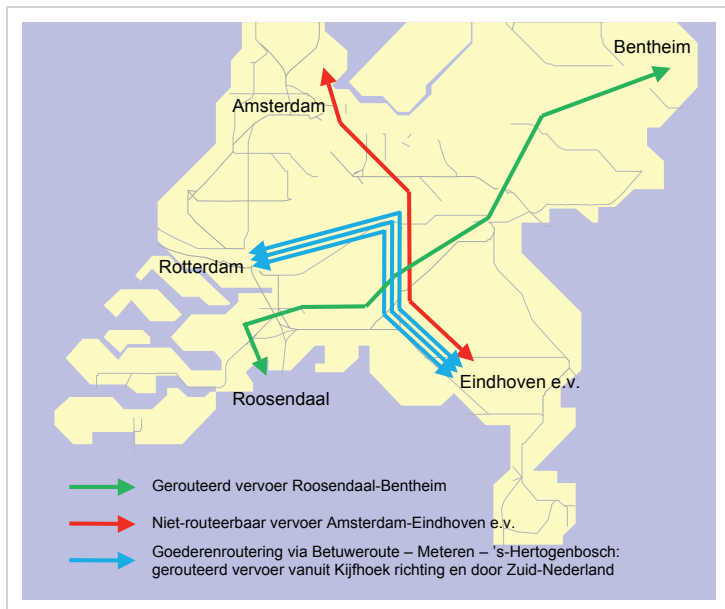 Bentheim
Amsterdam
Rotterdam
Eindhoven e.v.
Roosendaal
Gerouteerd vervoer Roosendaal-Bentheim
Niet-routeerbaar vervoer Amsterdam-Eindhoven e.v.
Goederenroutering via Betuweroute – Meteren – 's-Hertogenbosch:
gerouteerd vervoer vanuit Kijfhoek richting en door Zuid-Nederland